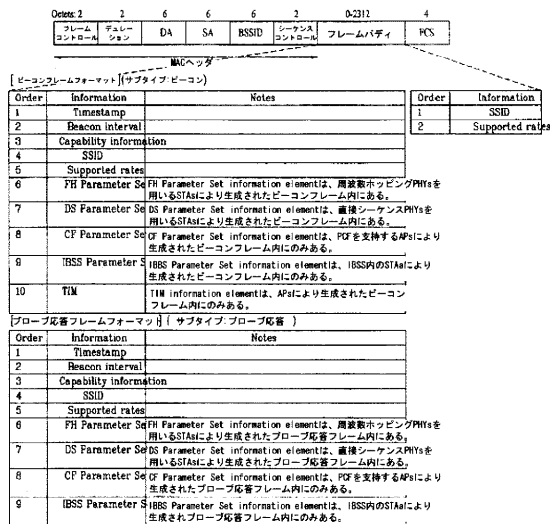 Octets: 2 2 6 6 6 2 0-2312 4
フレームコントロール デュレーション DA SA BSSID シーケンスコントロール フレームバディ FCS
MACヘッダ
[ ビーコンフレームフォーマット](サブタイプ:ビーコン)
Order Information Notes
1 Timestamp
2 Beacon interval
3 Capability information
4 SSID
5 Supported rates
6 FH Parameter Se FH Parameter Set information elementは、周波数ホッピングPHYsを
用いるSTAsにより生成されたビーコンフレーム内にある。
7 DS Parameter Se DS Parameter Set information elementは、直接シーケンスPHYsを
用いるSTAsにより生成されたビーコンフレーム内にある。
8 CF Parameter Se CF Parameter Set information elementは、PCFを支持するAPsにより
生成されたビーコンフレーム内にのみある。
9 IBSS Parameter S IBBS Parameter Set information elementは、IBSS内のSTAsにより
生成されたビーコンフレーム内にのみある。
10 TIM TIM information elementは、APsにより生成されたビーコン
フレーム内にのみある。
Order Information
1 SSID
2 Supported rates
[プローブ応答フレームフォーマット] ( サブタイプ:プローブ応答 )
Order Information Notes
1 Timestamp
2 Beacon interval
3 Capability information
4 SSID
5 Supported rates
6 FH Parameter Se FH Parameter Set information elementは、周波数ホッピングPHYsを
用いるSTAsにより生成されたプローブ応答フレーム内にある。
7 DS Parameter Se DS Parameter Set information elementは、直接シーケンスPHYsを
用いるSTAsにより生成されたプローブ応答フレーム内にある。
8 CF Parameter Se CF Parameter Set information elementは、PCFを支持するAPsにより
生成されたプローブ応答フレーム内にのみある。
9 IBSS Parameter S IBBS Parameter Set information elementは、IBSS内のSTAsにより
生成されプローブ応答フレーム内にのみある。